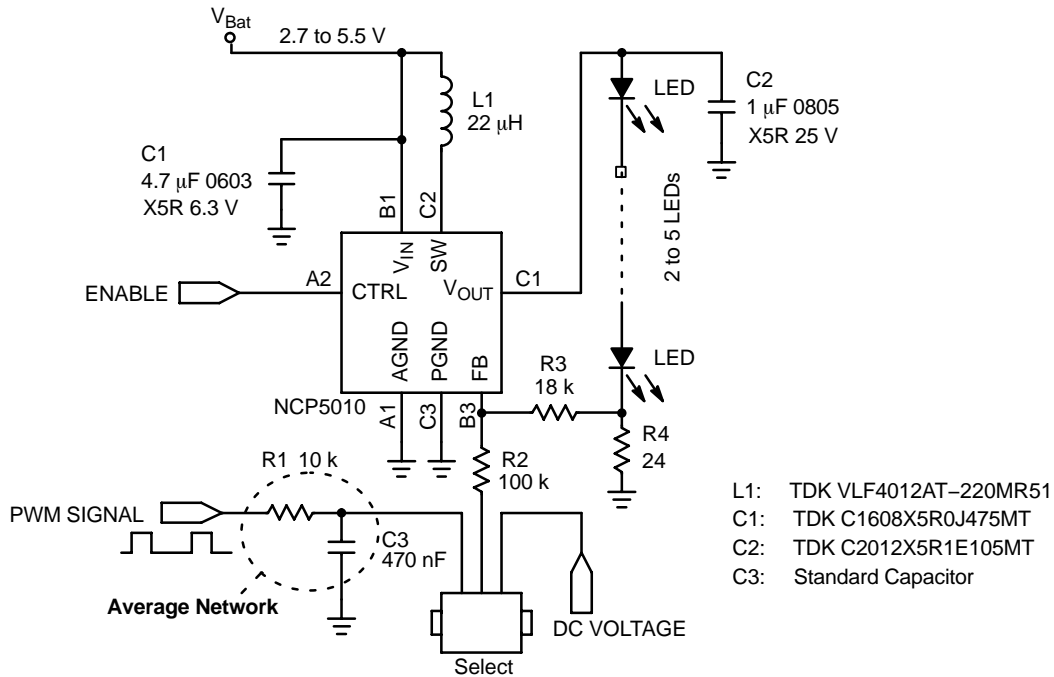 VBat
2.7 to 5.5 V
L1
22 μH
C1
4.7 μF 0603
X5R 6.3 V
B1
C2
LED
C2
1 μF 0805
X5R 25 V
2 to 5 LEDs
VIN
SW
ENABLE
A2
CTRL
VOUT
C1
AGND
PGND
FB
NCP5010
A1
C3
B3
R3
18 k
LED
R4
24
R2
100 k
R1 10 k
PWM SIGNAL
C3
470 nF
Average Network
DC VOLTAGE
Select
L1: TDK VLF4012AT−220MR51
C1: TDK C1608X5R0J475MT
C2: TDK C2012X5R1E105MT
C3: Standard Capacitor